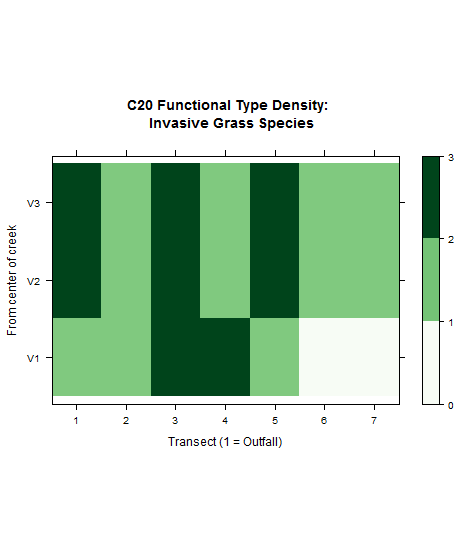 C20 Functional Type Density:
Invasive Grass Species
From center of creek
V3
V2
V1
1 2 3 4 5 6 7
Transect (1 = Outfall)
3
2
1
0